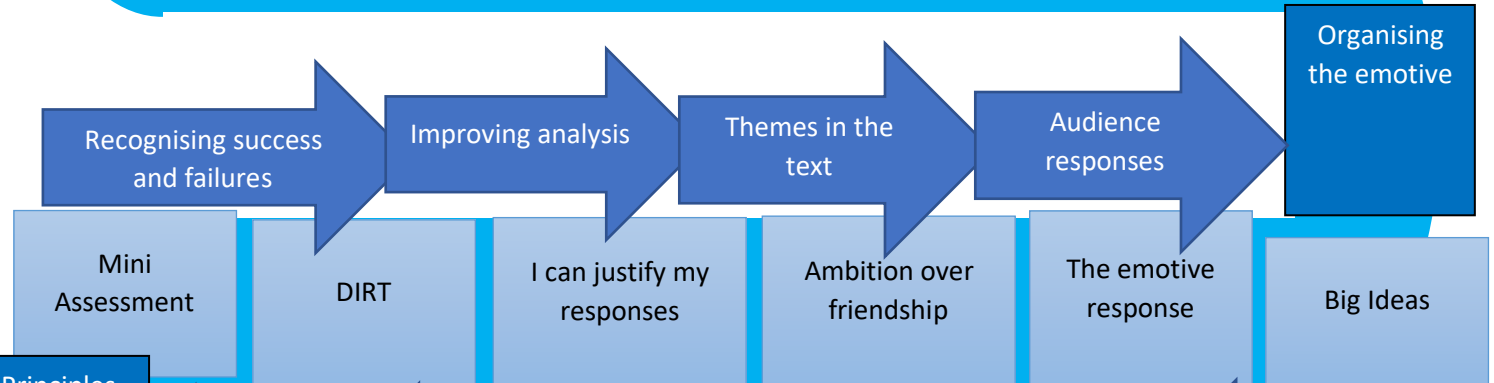 Organising
the emotive
Recognising success
and failures
Improving analysis
Themes in the
text
Audience
responses
Mini
Assessment
DIRT
I can justify my
responses
Ambition over
friendship
The emotive
response
Big Ideas
Principles